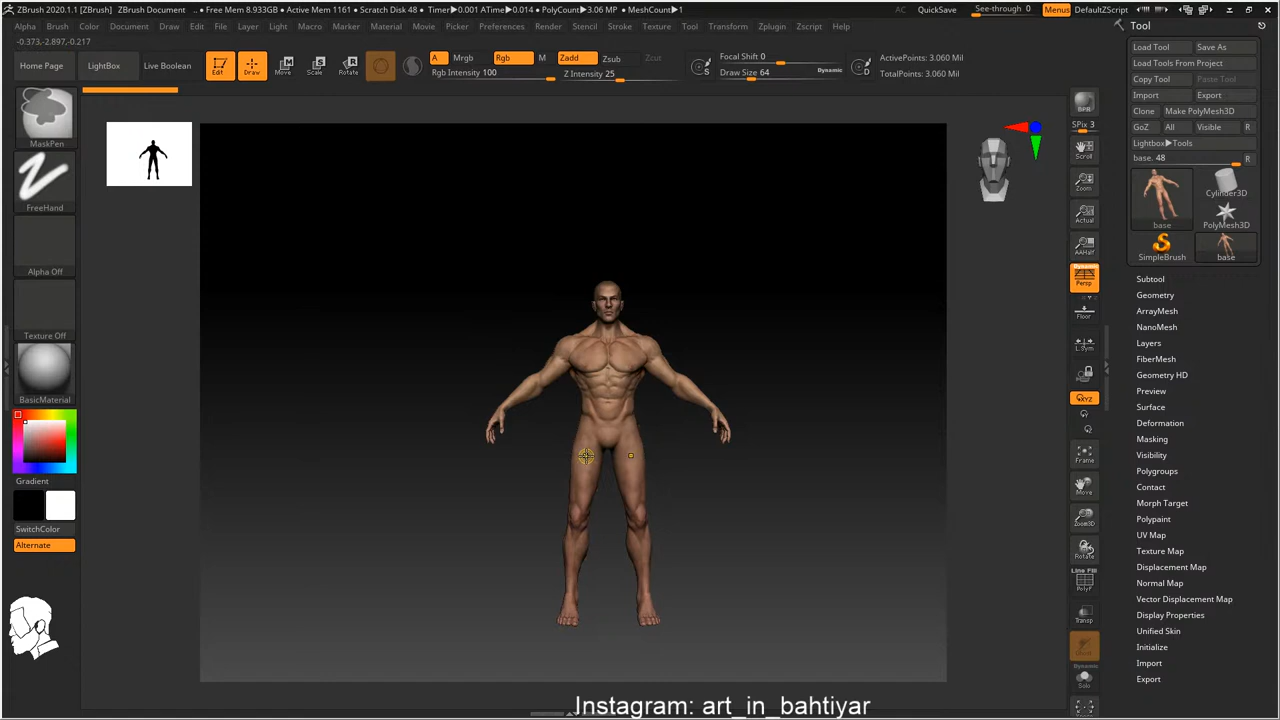 ZBrush 2020.1.1 ZBrush Document .. • Free Mem 8.933GB • Active Mem 1161 • Scratch Disk 48 • Timer▶0.001 ATime▶0.014 • PolyCount▶3.06 MP • MeshCount▶1 AC QuickSave See-through 0 Menus DefaultZScript
Alpha Brush Color Document Draw Edit File Layer Light Macro Marker Material Movie Picker Preferences Render Stencil Stroke Texture Tool Transform Zplugin Zscript Help
-0.373,-2.897,-0.217
Home Page LightBox Live Boolean Edit Draw Move Scale Rotate
A Mrgb Rgb M Zadd Zsub
Rgb Intensity 100 Z Intensity 25
Focal Shift 0
Draw Size 64 Dynamic
ActivePoints: 3.060 Mil
TotalPoints: 3.060 Mil
MaskPen
FreeHand
Alpha Off
Texture Off
BasicMaterial
Gradient
SwitchColor
Alternate
BPR
SPix 3
Scroll
Zoom
Actual
AAHalf
Dynamic
Persp
Floor
L.Sym
XYZ
Frame
Move
Zoom3D
Rotate
Line Fill
PolyF
Transp
Ghost
Dynamic
Solo
Tool
Load Tool Save As
Load Tools From Project
Copy Tool Paste Tool
Import Export
Clone Make PolyMesh3D
GoZ All Visible R
Lightbox▶Tools
base. 48 R
Cylinder3D
base PolyMesh3D
SimpleBrush base
Subtool
Geometry
ArrayMesh
NanoMesh
Layers
FiberMesh
Geometry HD
Preview
Surface
Deformation
Masking
Visibility
Polygroups
Contact
Morph Target
Polypaint
UV Map
Texture Map
Displacement Map
Normal Map
Vector Displacement Map
Display Properties
Unified Skin
Initialize
Import
Export
Instagram: art_in_bahtiyar